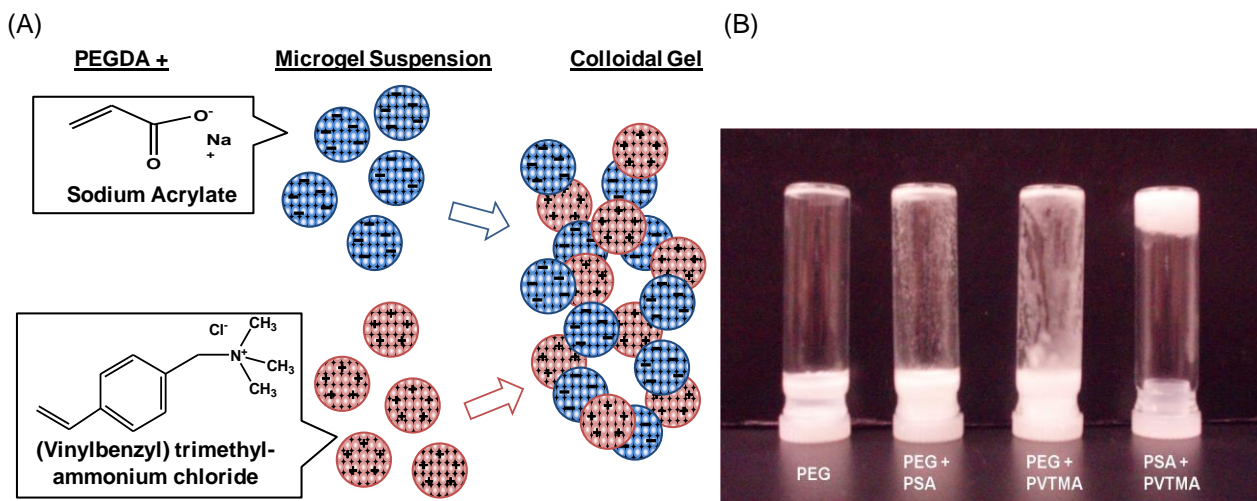 (A)
PEGDA +
Microgel Suspension
Colloidal Gel
O-
Na
+
O
Sodium Acrylate
Cl-
CH3
N+
CH3
CH3
(Vinylbenzyl) trimethyl-
ammonium chloride
(B)
PEG
PEG +
PSA
PEG +
PVTMA
PSA +
PVTMA